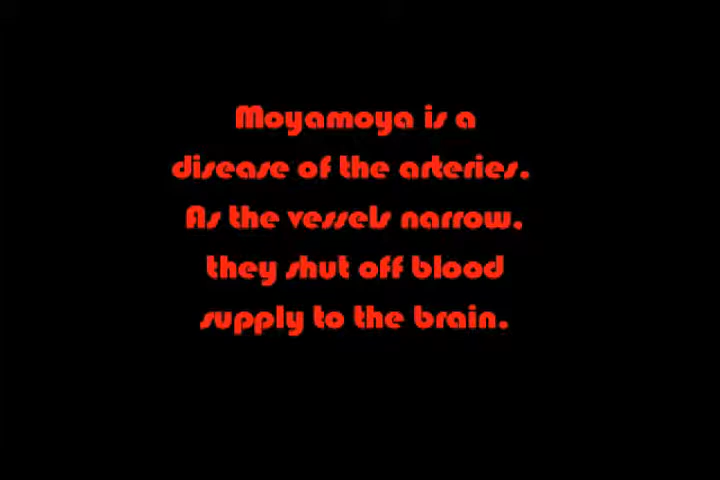 Moyamoya is a
disease of the arteries.
As the vessels narrow,
they shut off blood
supply to the brain.